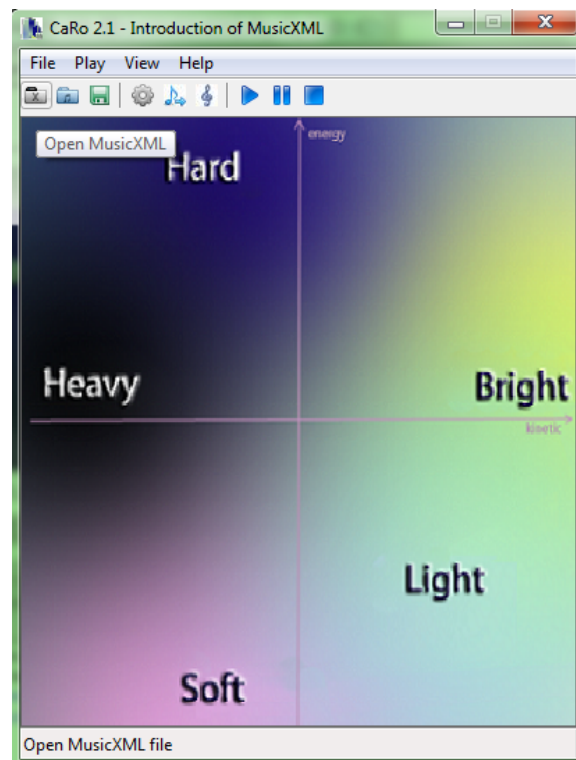 CaRo 2.1 - Introduction of MusicXML
File Play View Help
Open MusicXML
energy
Hard
Heavy
Bright
kinetic
Light
Soft
Open MusicXML file